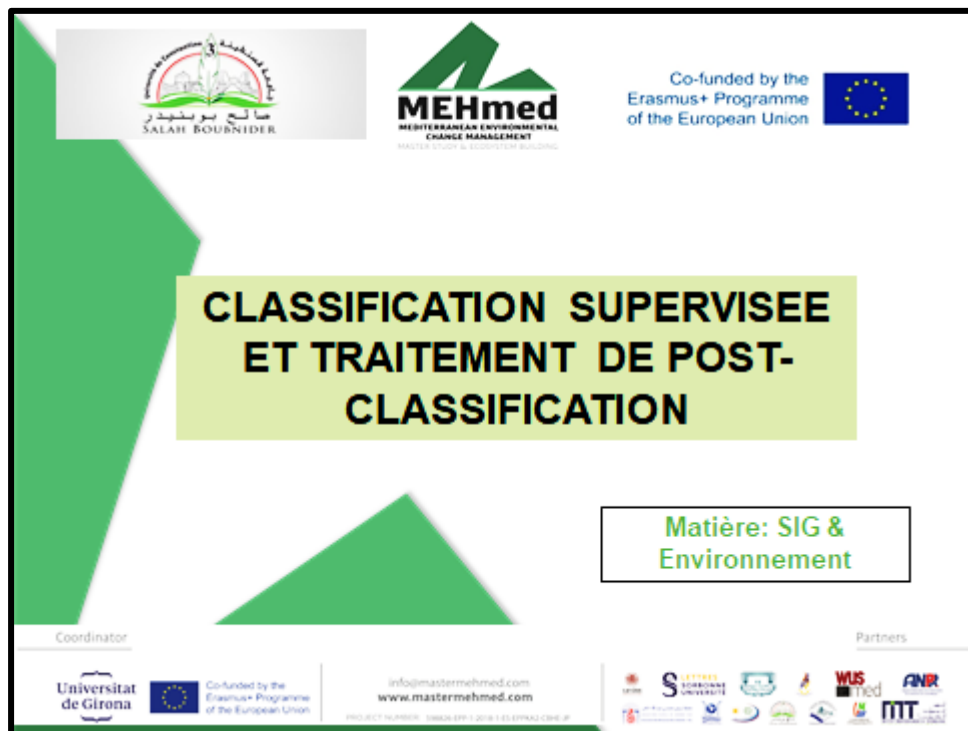 صالح بوبنيدر
SALAH BOUBNIDER
MEHmed
MEDITERRANEAN ENVIRONMENTAL
CHANGE MANAGEMENT
MASTER STUDY & ECOSYSTEM BUILDING
Co-funded by the
Erasmus+ Programme
of the European Union
CLASSIFICATION SUPERVISEE
ET TRAITEMENT DE POST-
CLASSIFICATION
Matière: SIG &
Environnement
Coordinator
Partners
Universitat
de Girona
Co-funded by the
Erasmus+ Programme
of the European Union
info@mastermehmed.com
www.mastermehmed.com
PROJECT NUMBER:
LETTRES
SORBONNE
UNIVERSITÉ
WUS
med